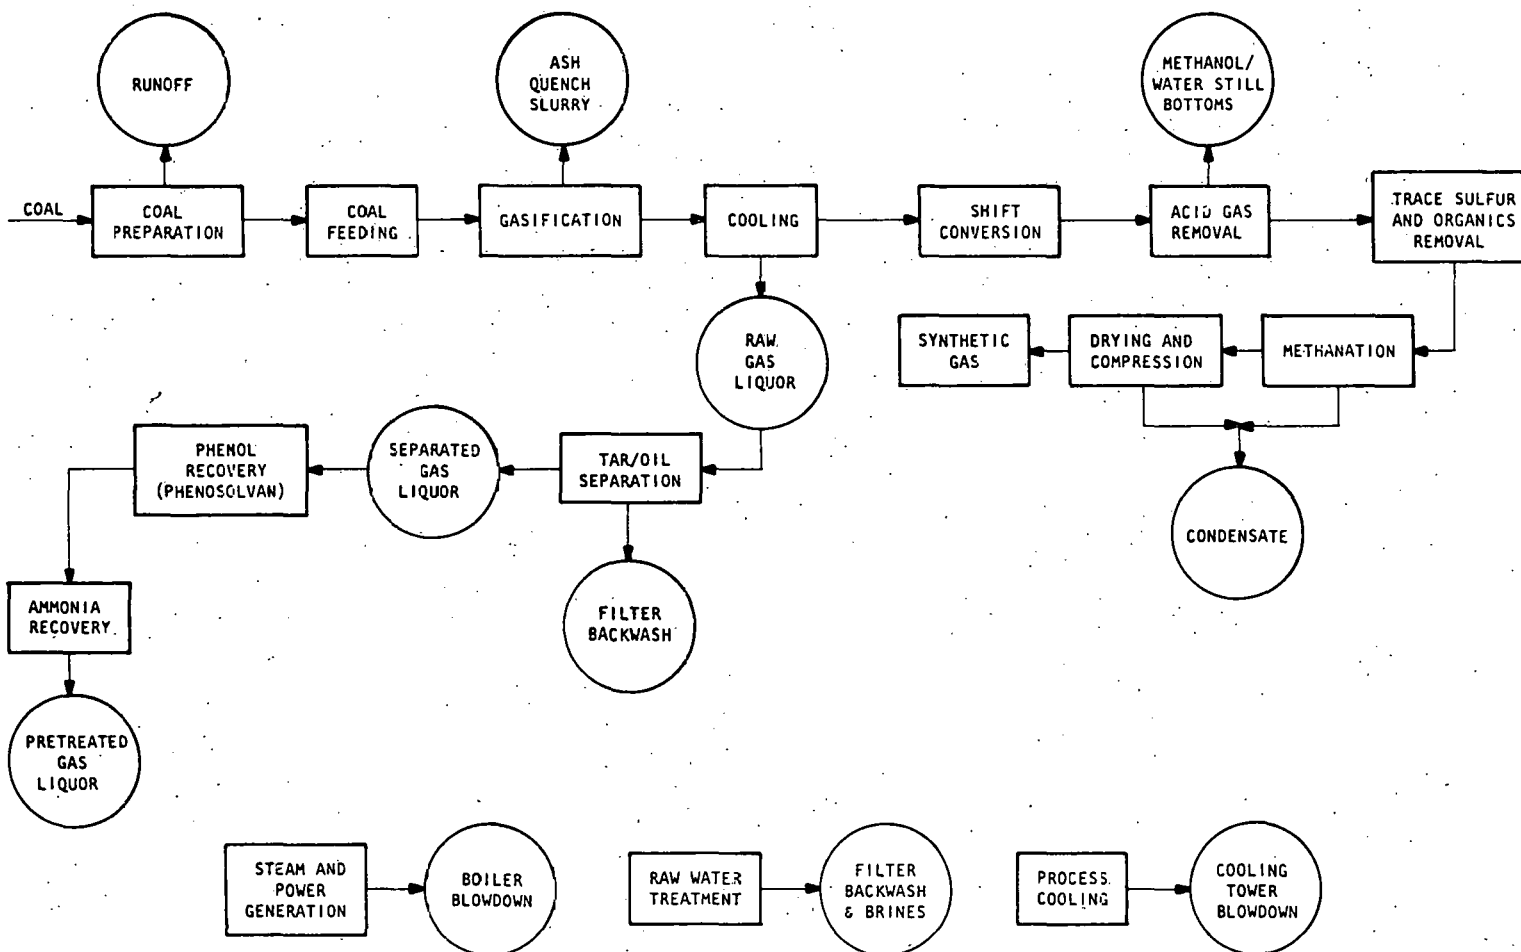 RUNOFF
ASH
QUENCH
SLURRY
METHANOL/
WATER STILL
BOTTOMS
COAL
COAL
PREPARATION
COAL
FEEDING
GASIFICATION
COOLING
SHIFT
CONVERSION
ACID GAS
REMOVAL
TRACE SULFUR
AND ORGANICS
REMOVAL
RAW
GAS
LIQUOR
SYNTHETIC
GAS
DRYING AND
COMPRESSION
METHANATION
PHENOL
RECOVERY
(PHENOSOLVAN)
SEPARATED
GAS
LIQUOR
TAR/OIL
SEPARATION
CONDENSATE
AMMONIA
RECOVERY
FILTER
BACKWASH
PRETREATED
GAS
LIQUOR
STEAM AND
POWER
GENERATION
BOILER
BLOWDOWN
RAW WATER
TREATMENT
FILTER
BACKWASH
& BRINES
PROCESS
COOLING
COOLING
TOWER
BLOWDOWN